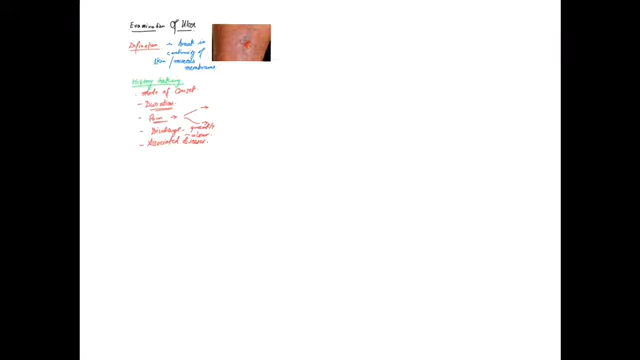 Examination Of Ulcer
Defination → break in
continuity of
skin / mucous
membrane
History taking
. Mode of Onset
- Duration
- Pain →
- Discharge - quantity
- colour
- Associated diseases.